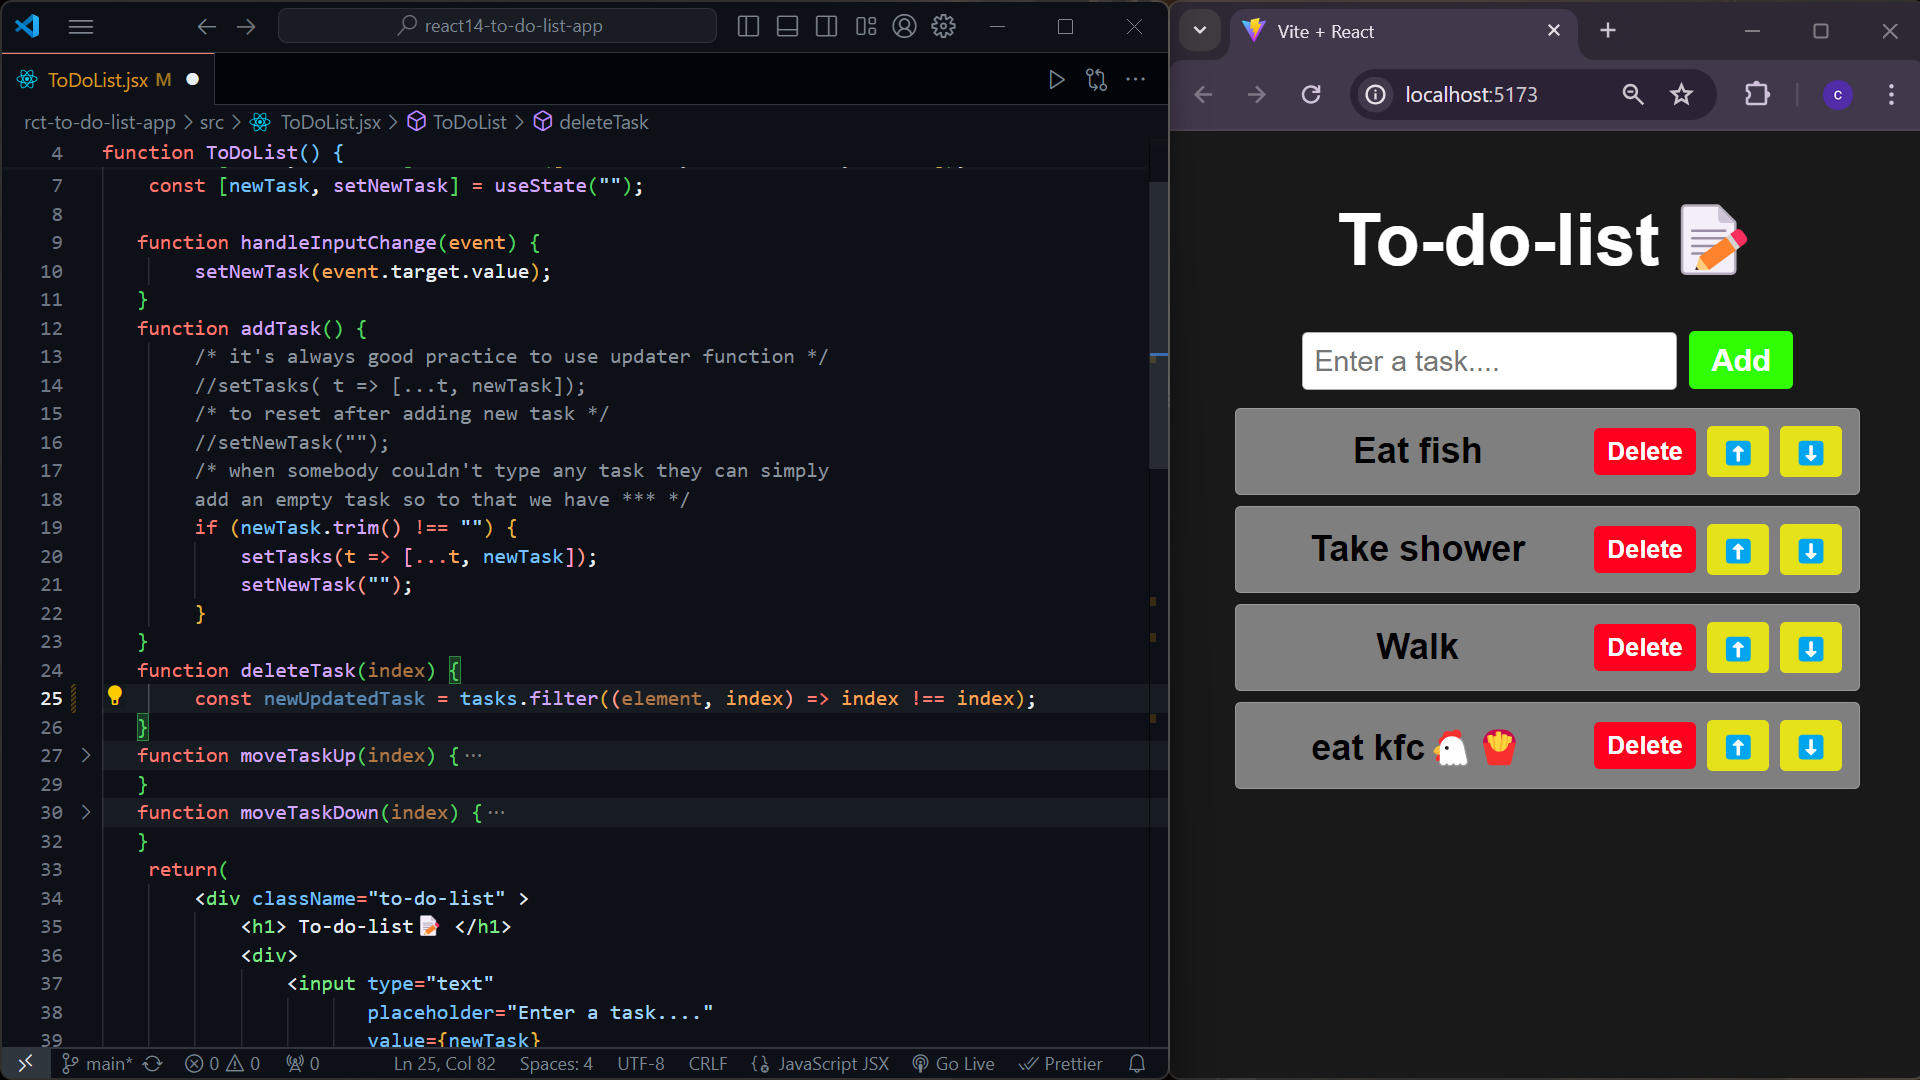 react14-to-do-list-app
ToDoList.jsx M
rct-to-do-list-app > src > ToDoList.jsx > ToDoList > deleteTask
4 function ToDoList() {
7 const [newTask, setNewTask] = useState("");
8
9 function handleInputChange(event) {
10 setNewTask(event.target.value);
11 }
12 function addTask() {
13 /* it's always good practice to use updater function */
14 //setTasks( t => [...t, newTask]);
15 /* to reset after adding new task */
16 //setNewTask("");
17 /* when somebody couldn't type any task they can simply
18 add an empty task so to that we have *** */
19 if (newTask.trim() !== "") {
20 setTasks(t => [...t, newTask]);
21 setNewTask("");
22 }
23 }
24 function deleteTask(index) {
25 const newUpdatedTask = tasks.filter((element, index) => index !== index);
26 }
27 function moveTaskUp(index) {···
29 }
30 function moveTaskDown(index) {···
32 }
33 return(
34 <div className="to-do-list" >
35 <h1> To-do-list📝 </h1>
36 <div>
37 <input type="text"
38 placeholder="Enter a task...."
39 value={newTask}
main* 0 0 0 Ln 25, Col 82 Spaces: 4 UTF-8 CRLF JavaScript JSX Go Live Prettier
Vite + React
localhost:5173
c
To-do-list 📝
Enter a task.... Add
Eat fish Delete ⬆️ ⬇️
Take shower Delete ⬆️ ⬇️
Walk Delete ⬆️ ⬇️
eat kfc🐔 🍟 Delete ⬆️ ⬇️